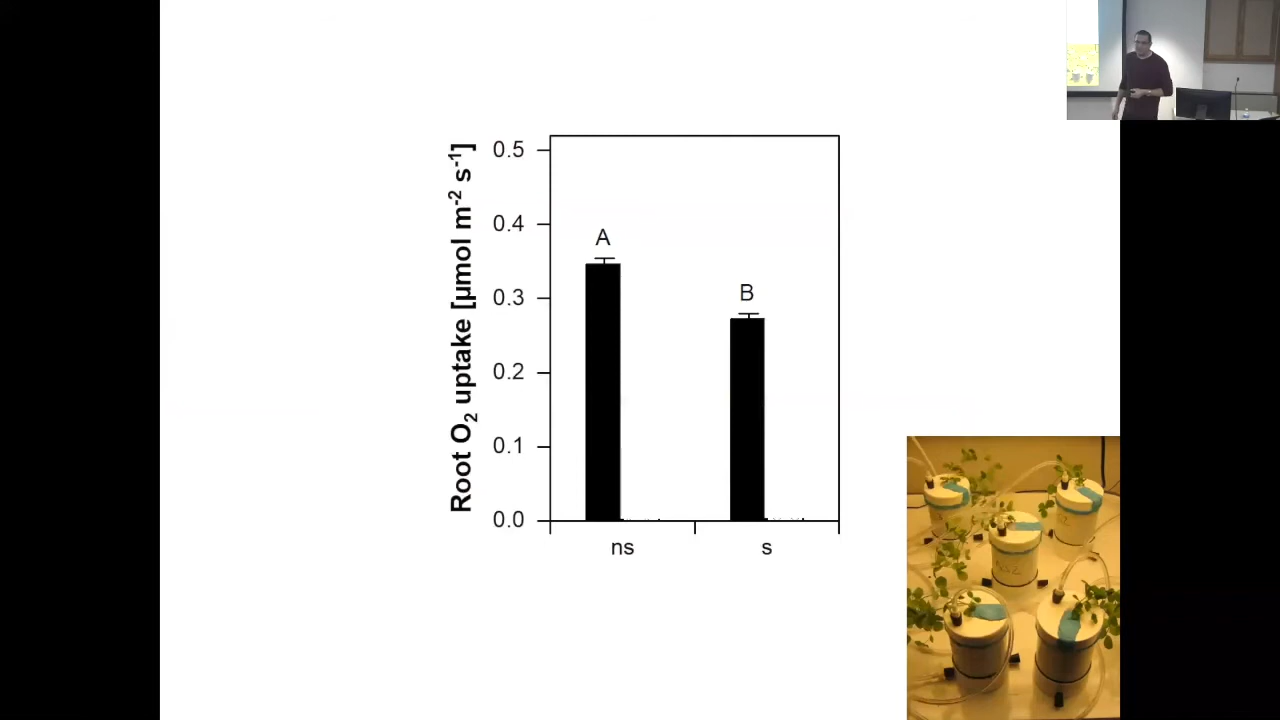 Root O₂ uptake [µmol m⁻² s⁻¹]
0.5
0.4
0.3
0.2
0.1
0.0
A
B
ns
s